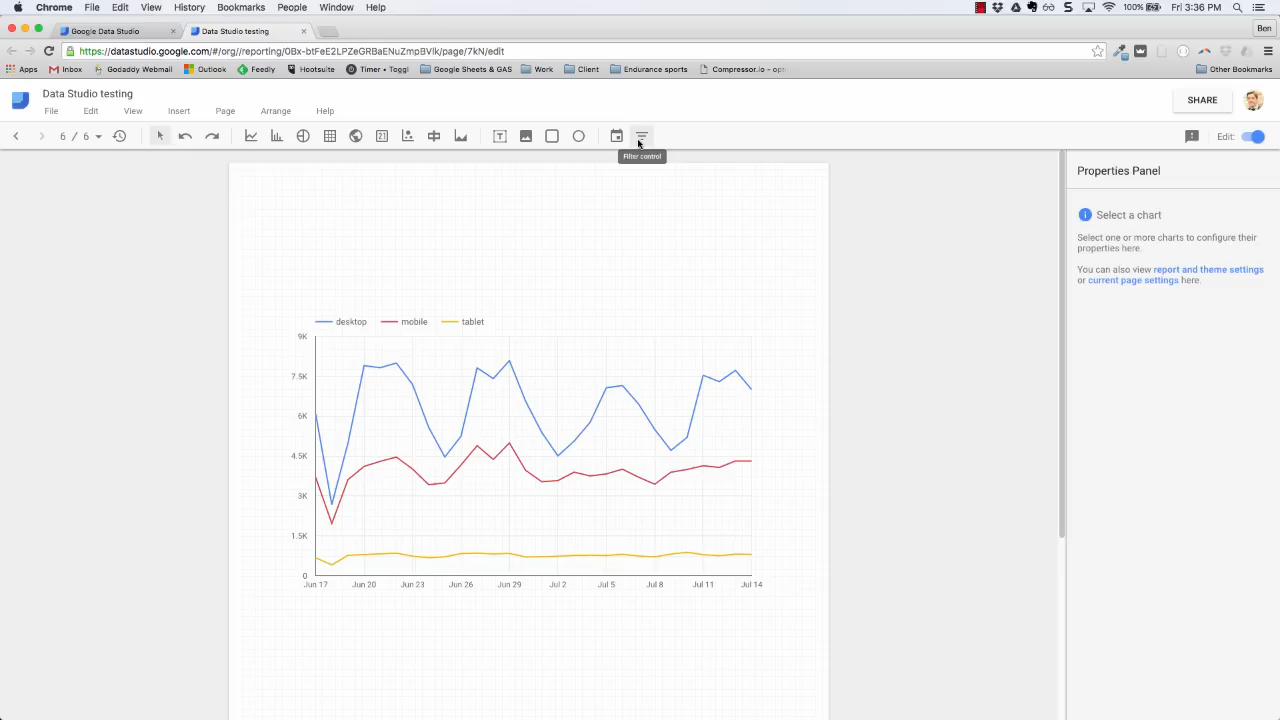 Chrome File Edit View History Bookmarks People Window Help 100% Fri 3:36 PM
Google Data Studio Data Studio testing Ben
https://datastudio.google.com/#/org//reporting/0Bx-btFeE2LPZeGRBaENuZmpBVlk/page/7kN/edit
Apps Inbox Godaddy Webmail Outlook Feedly Hootsuite Timer • Toggl Google Sheets & GAS Work Client Endurance sports Compressor.io - opti Other Bookmarks
Data Studio testing
File Edit View Insert Page Arrange Help
SHARE
6 / 6 Edit:
Filter control
Properties Panel
Select a chart
Select one or more charts to configure their
properties here.
You can also view report and theme settings
or current page settings here.
desktop mobile tablet
9K
7.5K
6K
4.5K
3K
1.5K
0
Jun 17 Jun 20 Jun 23 Jun 26 Jun 29 Jul 2 Jul 5 Jul 8 Jul 11 Jul 14